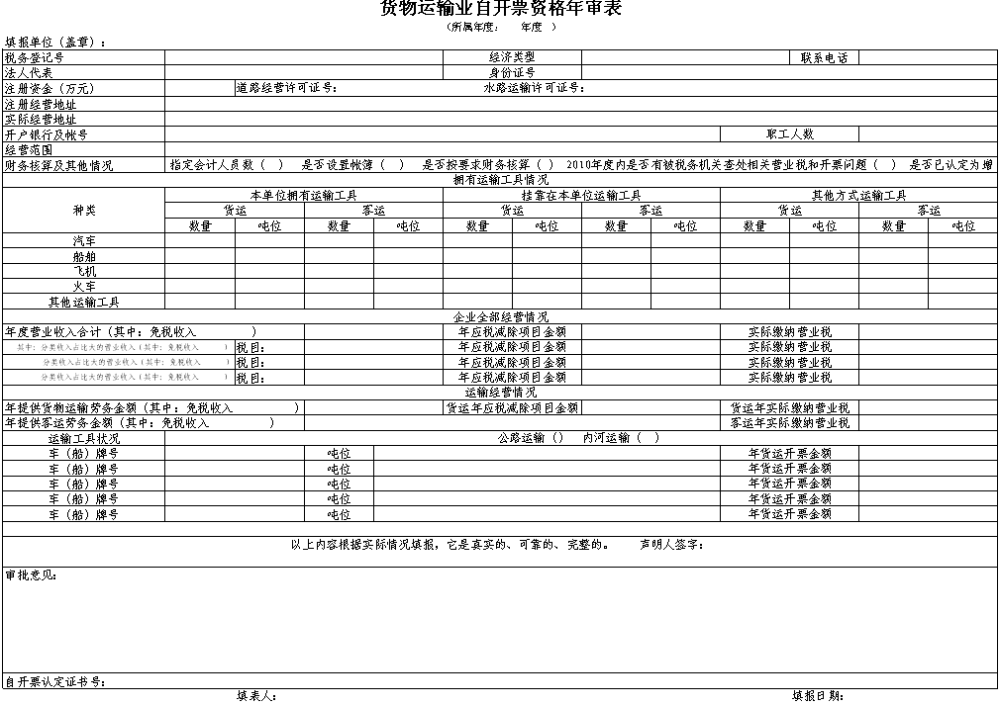 货物运输业自开票资格年审表
（所属年度：　　年度　）
填报单位（盖章）：
税务登记号　经济类型　联系电话
法人代表　身份证号
注册资金（万元）　道路经营许可证号：　水路运输许可证号：
注册经营地址
实际经营地址
开户银行及帐号　职工人数
经营范围
财务核算及其他情况　指定会计人员数（　）　是否设置帐簿（　）　是否按要求财务核算（　）　2010年度内是否有被税务机关查处相关营业税和开票问题（　）　是否已认定为增
拥有运输工具情况
种类　本单位拥有运输工具　挂靠在本单位运输工具　其他方式运输工具
货运　客运　货运　客运　货运　客运
数量　吨位　数量　吨位　数量　吨位　数量　吨位　数量　吨位　数量　吨位
汽车
船舶
飞机
火车
其他运输工具
企业全部经营情况
年度营业收入合计（其中：免税收入　　　　）　年应税减除项目金额　实际缴纳营业税
其中：分类收入占比大的营业收入（其中：免税收入　　　）　税目：　年应税减除项目金额　实际缴纳营业税
分类收入占比大的营业收入（其中：免税收入　　　）　税目：　年应税减除项目金额　实际缴纳营业税
分类收入占比大的营业收入（其中：免税收入　　　）　税目：　年应税减除项目金额　实际缴纳营业税
运输经营情况
年提供货物运输劳务金额（其中：免税收入　　　　）　货运年应税减除项目金额　货运年实际缴纳营业税
年提供客运劳务金额（其中：免税收入　　　　）　客运年实际缴纳营业税
运输工具状况　公路运输（）　内河运输（　）
车（船）牌号　吨位　年货运开票金额
车（船）牌号　吨位　年货运开票金额
车（船）牌号　吨位　年货运开票金额
车（船）牌号　吨位　年货运开票金额
车（船）牌号　吨位　年货运开票金额
以上内容根据实际情况填报，它是真实的、可靠的、完整的。　　声明人签字：
审批意见：
自开票认定证书号：
填表人：　填报日期：